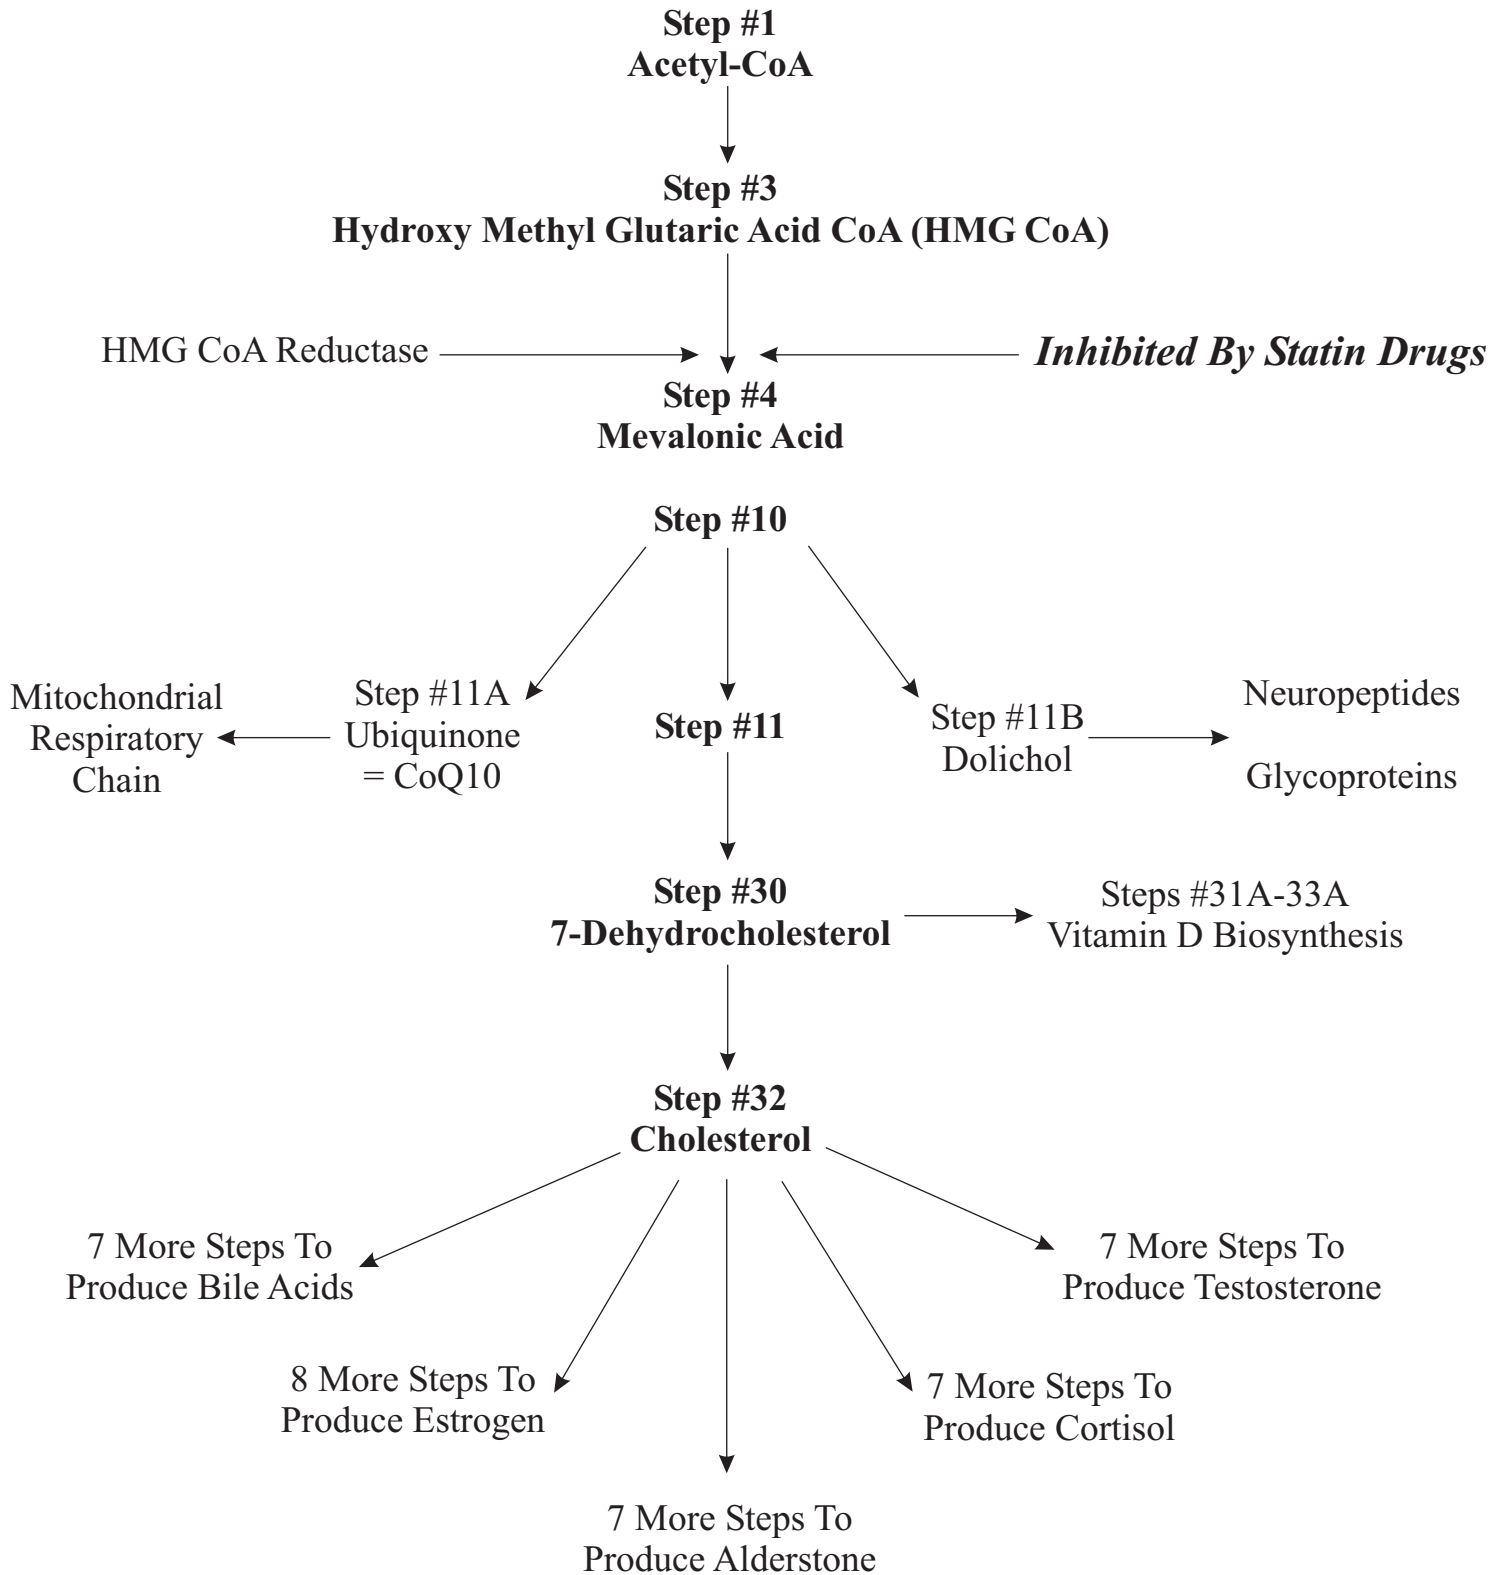 Step #1
Acetyl-CoA
Step #3
Hydroxy Methyl Glutaric Acid CoA (HMG CoA)
HMG CoA Reductase
Inhibited By Statin Drugs
Step #4
Mevalonic Acid
Step #10
Mitochondrial
Respiratory
Chain
Step #11A
Ubiquinone
= CoQ10
Step #11
Step #11B
Dolichol
Neuropeptides
Glycoproteins
Step #30
7-Dehydrocholesterol
Steps #31A-33A
Vitamin D Biosynthesis
Step #32
Cholesterol
7 More Steps To
Produce Bile Acids
8 More Steps To
Produce Estrogen
7 More Steps To
Produce Alderstone
7 More Steps To
Produce Cortisol
7 More Steps To
Produce Testosterone